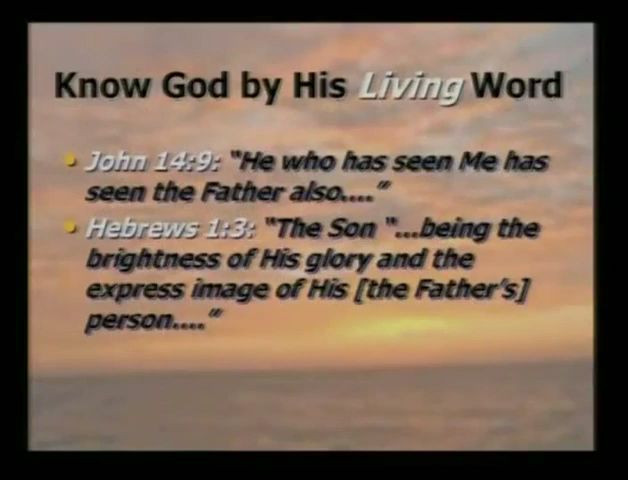 Know God by His Living Word
• John 14:9: "He who has seen Me has
seen the Father also...."
• Hebrews 1:3: "The Son "...being the
brightness of His glory and the
express image of His [the Father's]
person...."